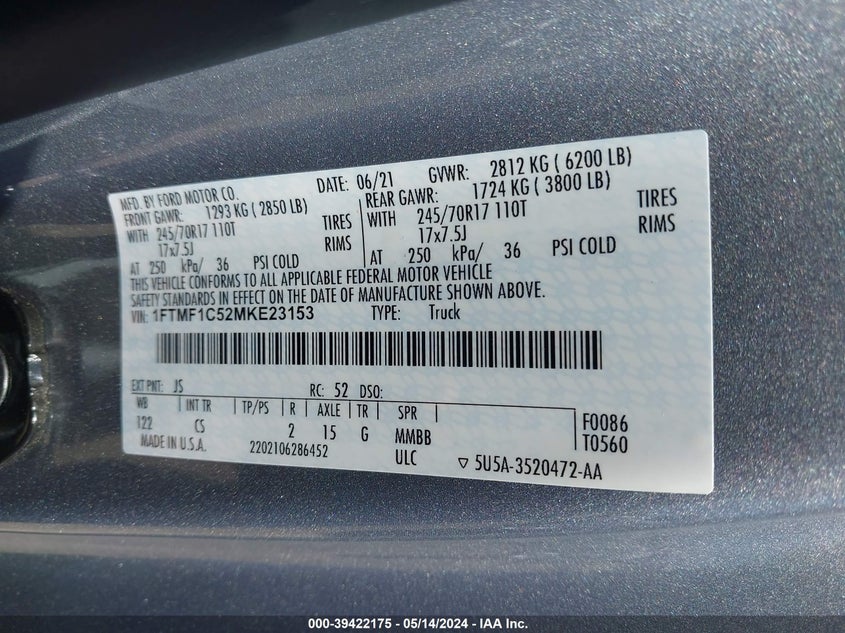 MFD. BY FORD MOTOR CO. DATE: 06/21 GVWR: 2812 KG ( 6200 LB)
FRONT GAWR: 1293 KG ( 2850 LB) REAR GAWR: 1724 KG ( 3800 LB)
WITH 245/70R17 110T TIRES WITH 245/70R17 110T TIRES
17x7.5J RIMS 17x7.5J RIMS
AT 250 kPa/ 36 PSI COLD AT 250 kPa/ 36 PSI COLD
THIS VEHICLE CONFORMS TO ALL APPLICABLE FEDERAL MOTOR VEHICLE
SAFETY STANDARDS IN EFFECT ON THE DATE OF MANUFACTURE SHOWN ABOVE.
VIN: 1FTMF1C52MKE23153 TYPE: Truck
EXT PNT: JS RC: 52 DSO:
WB INT TR TP/PS R AXLE TR SPR F0086
122 CS 2 15 G MMBB T0560
MADE IN U.S.A. 2202106286452 ULC ▽ 5U5A-3520472-AA
000-39422175 - 05/14/2024 - IAA Inc.